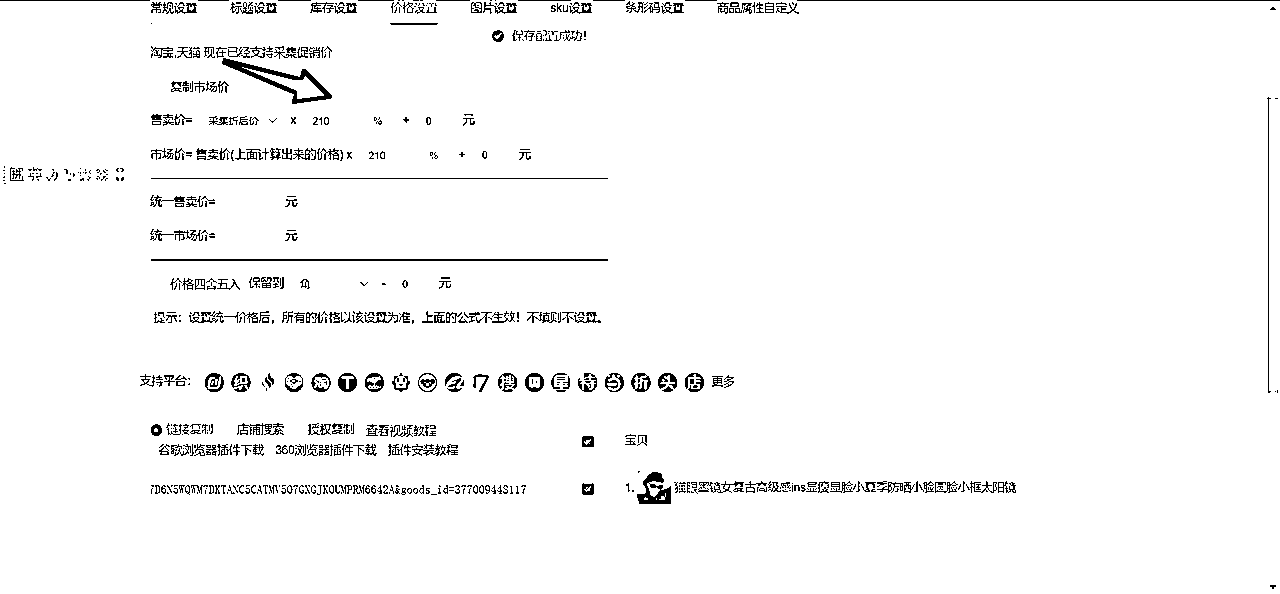 常规设置 标题设置 库存设置 价格设置 图片设置 sku设置 条形码设置 商品属性自定义
保存配置成功!
淘宝,天猫 现在已经支持采集促销价
复制市场价
售卖价= 采集折后价 x 210 % + 0 元
市场价= 售卖价(上面计算出来的价格) x 210 % + 0 元
统一售卖价= 元
统一市场价= 元
价格四舍五入 保留到 角 - 0 元
提示：设置统一价格后，所有的价格以该设置为准，上面的公式不生效！不填则不设置。
支持平台: 织 淘 T 17 搜 星 特 当 折 头 店 更多
链接复制 店铺搜索 授权复制 查看视频教程
谷歌浏览器插件下载 360浏览器插件下载 插件安装教程
宝贝
7D6N5WQWM7DKTANC5CATMV5O7GXGJKOUMPRM6642A&goods_id=377009448117
1. 猫眼墨镜女复古高级感ins显瘦显脸小夏季防晒小脸圆脸小框太阳镜